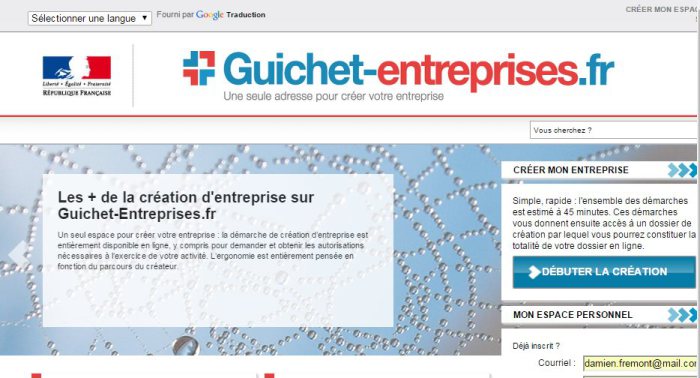 Sélectionner une langue ▼ Fourni par Google Traduction
CRÉER MON ESPAC
Liberté • Égalité • Fraternité
RÉPUBLIQUE FRANÇAISE
Guichet-entreprises.fr
Une seule adresse pour créer votre entreprise
Vous cherchez ?
Les + de la création d'entreprise sur
Guichet-Entreprises.fr
Un seul espace pour créer votre entreprise : la démarche de création d'entreprise est
entièrement disponible en ligne, y compris pour demander et obtenir les autorisations
nécessaires à l'exercice de votre activité. L'ergonomie est entièrement pensée en
fonction du parcours du créateur.
CRÉER MON ENTREPRISE
Simple, rapide : l'ensemble des démarches
est estimé à 45 minutes. Ces démarches
vous donnent ensuite accès à un dossier de
création par lequel vous pourrez constituer la
totalité de votre dossier en ligne.
DÉBUTER LA CRÉATION
MON ESPACE PERSONNEL
Déjà inscrit ?
Courriel : damien.fremont@mail.com